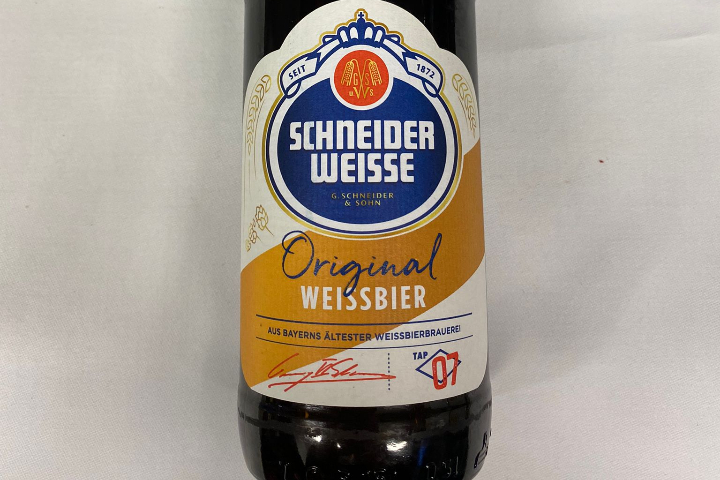 SEIT 1872
G S
u S
SCHNEIDER
WEISSE
G. SCHNEIDER
& SOHN
Original
WEISSBIER
AUS BAYERNS ÄLTESTER WEISSBIERBRAUEREI
TAP 07